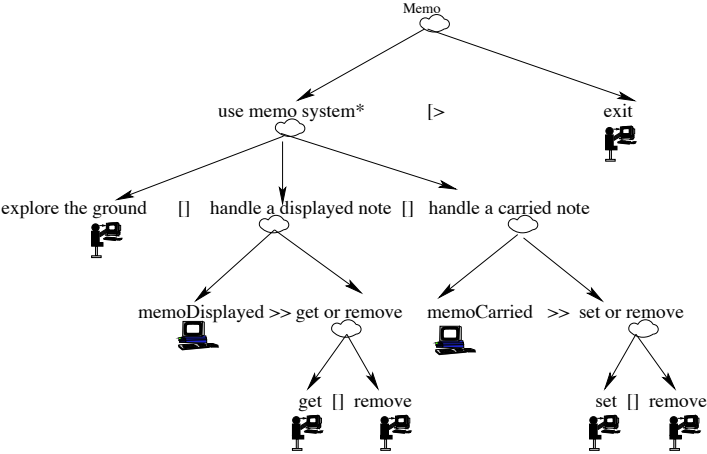 Memo
use memo system* [> exit
explore the ground [] handle a displayed note [] handle a carried note
memoDisplayed >> get or remove memoCarried >> set or remove
get [] remove set [] remove